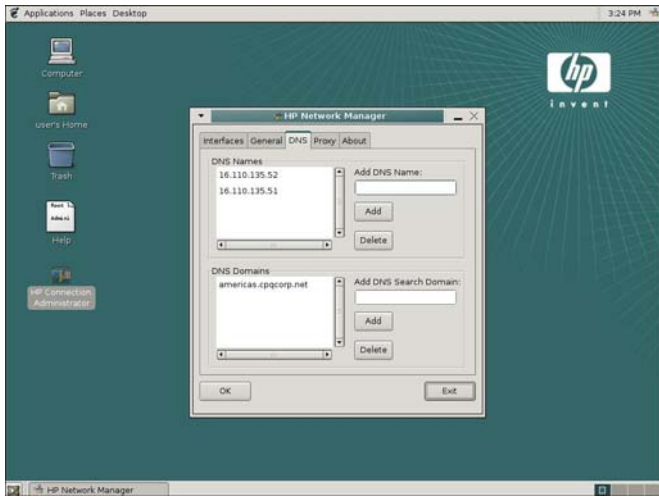 Applications Places Desktop
3:24 PM
Computer
user's Home
Trash
Help
HP Connection
Administrator
hp
invent
HP Network Manager
Interfaces General DNS Proxy About
DNS Names
16.110.135.52
16.110.135.51
Add DNS Name:
Add
Delete
DNS Domains
americas.cpqcorp.net
Add DNS Search Domain:
Add
Delete
OK
Exit
HP Network Manager